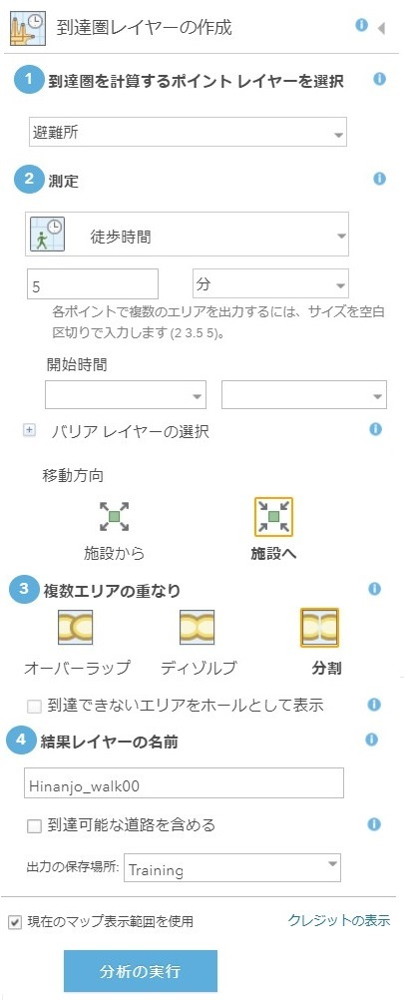 到達圏レイヤーの作成
1 到達圏を計算するポイント レイヤーを選択
避難所
2 測定
徒歩時間
5 分
各ポイントで複数のエリアを出力するには、サイズを空白
区切りで入力します (2 3.5 5)。
開始時間
バリア レイヤーの選択
移動方向
施設から 施設へ
3 複数エリアの重なり
オーバーラップ ディゾルブ 分割
到達できないエリアをホールとして表示
4 結果レイヤーの名前
Hinanjo_walk00
到達可能な道路を含める
出力の保存場所: Training
現在のマップ表示範囲を使用 クレジットの表示
分析の実行